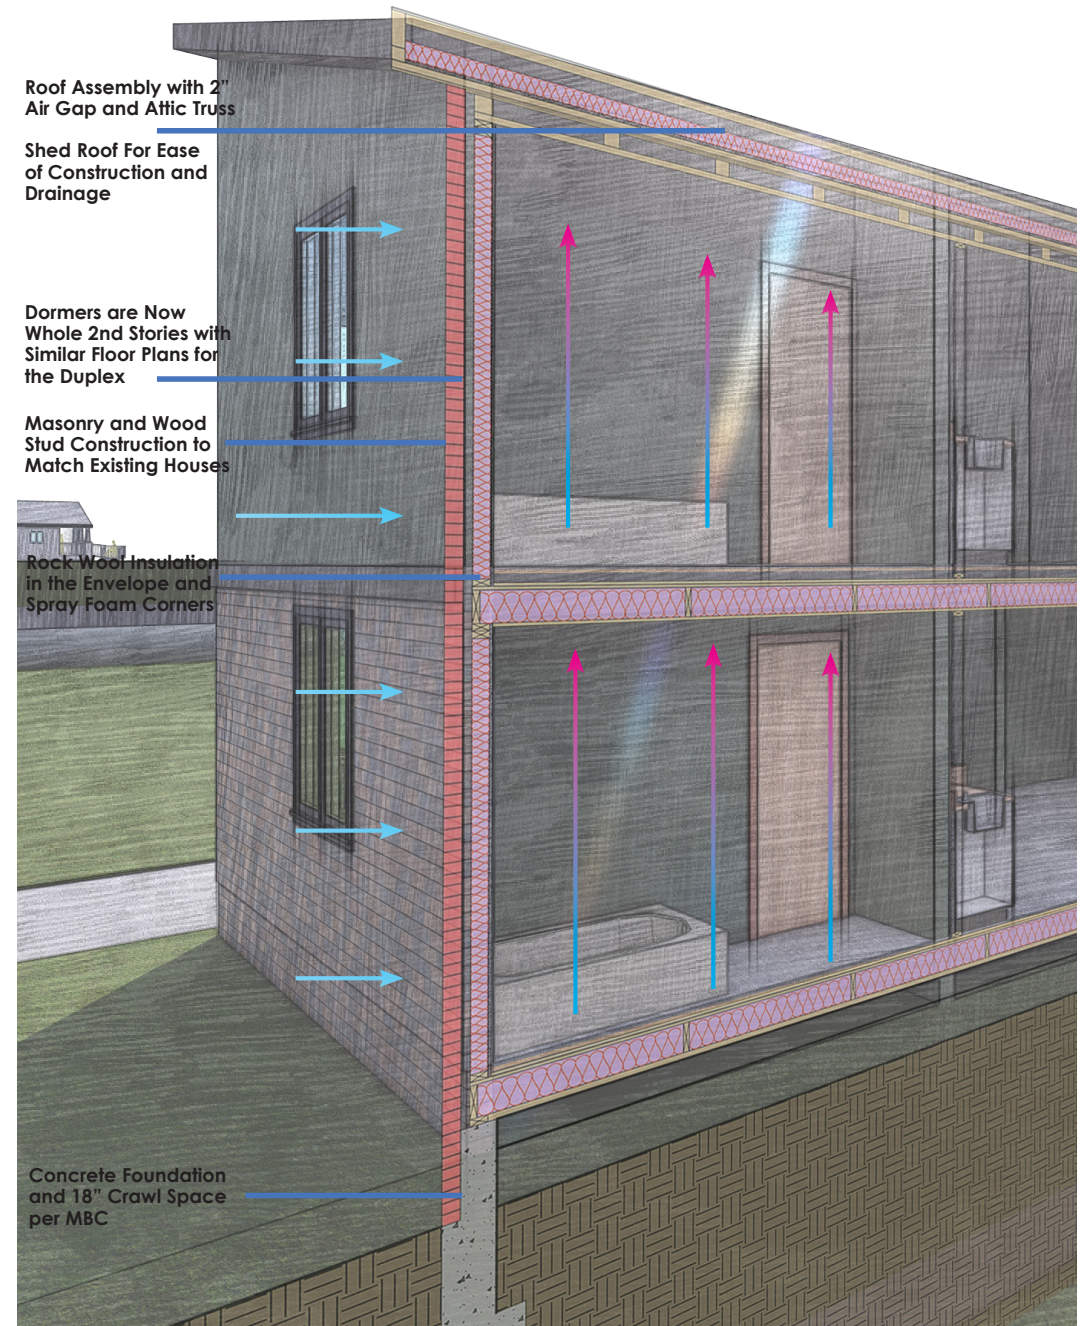 Roof Assembly with 2”
Air Gap and Attic Truss
Shed Roof For Ease
of Construction and
Drainage
Dormers are Now
Whole 2nd Stories with
Similar Floor Plans for
the Duplex
Masonry and Wood
Stud Construction to
Match Existing Houses
Rock Wool Insulation
in the Envelope and
Spray Foam Corners
Concrete Foundation
and 18” Crawl Space
per MBC